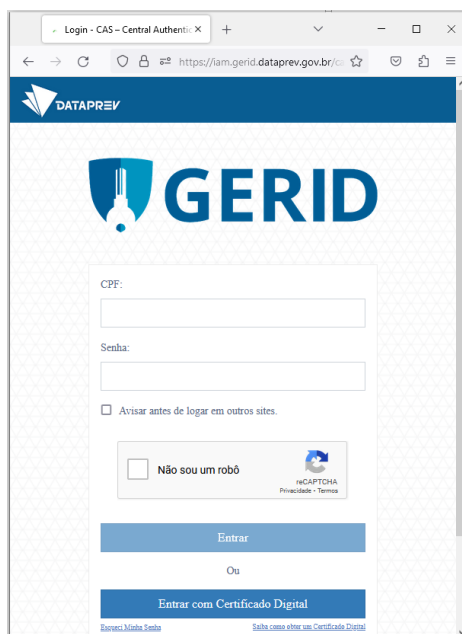 Login - CAS – Central Authentic
https://iam.gerid.dataprev.gov.br/ca
DATAPREV
GERID
CPF:
Senha:
Avisar antes de logar em outros sites.
Não sou um robô
reCAPTCHA
Privacidade - Termos
Entrar
Ou
Entrar com Certificado Digital
Esqueci Minha Senha
Saiba como obter um Certificado Digital